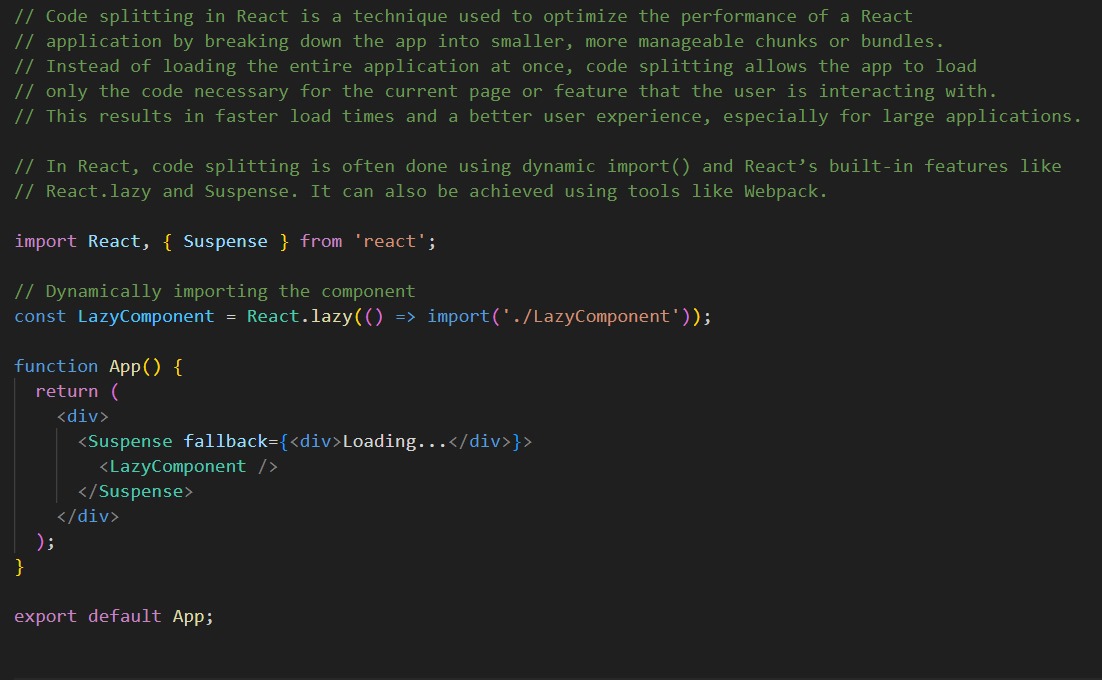 // Code splitting in React is a technique used to optimize the performance of a React
// application by breaking down the app into smaller, more manageable chunks or bundles.
// Instead of loading the entire application at once, code splitting allows the app to load
// only the code necessary for the current page or feature that the user is interacting with.
// This results in faster load times and a better user experience, especially for large applications.

// In React, code splitting is often done using dynamic import() and React’s built-in features like
// React.lazy and Suspense. It can also be achieved using tools like Webpack.

import React, { Suspense } from 'react';

// Dynamically importing the component
const LazyComponent = React.lazy(() => import('./LazyComponent'));

function App() {
  return (
    <div>
      <Suspense fallback={<div>Loading...</div>}>
        <LazyComponent />
      </Suspense>
    </div>
  );
}

export default App;